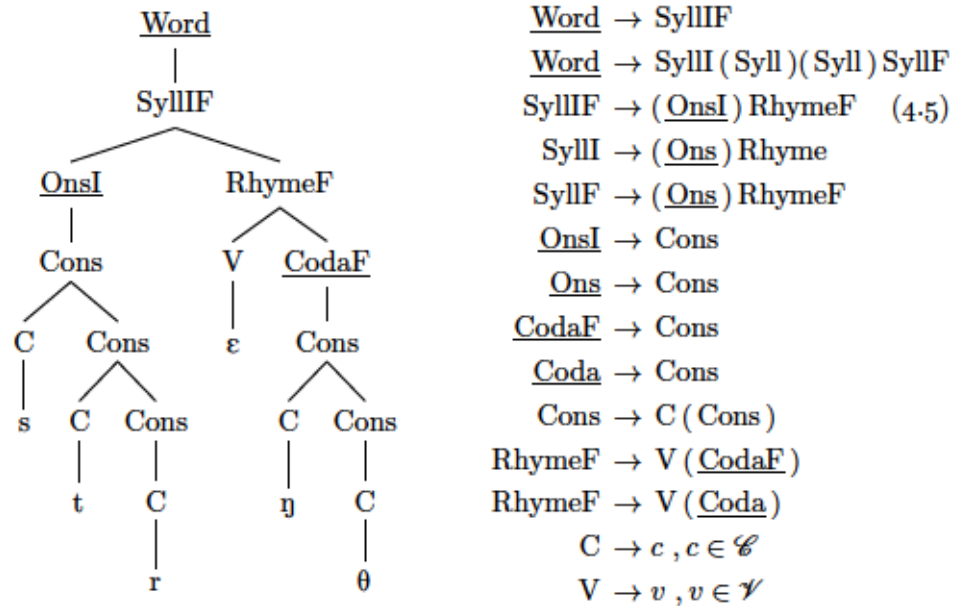 Word
SyllIF
OnsI RhymeF
Cons V CodaF
C Cons ε Cons
s C Cons C Cons
t C ŋ C
r θ
Word → SyllIF
Word → SyllI ( Syll ) ( Syll ) SyllF
SyllIF → ( OnsI ) RhymeF (4.5)
SyllI → ( Ons ) Rhyme
SyllF → ( Ons ) RhymeF
OnsI → Cons
Ons → Cons
CodaF → Cons
Coda → Cons
Cons → C ( Cons )
RhymeF → V ( CodaF )
RhymeF → V ( Coda )
C → c , c ∈ 𝒞
V → v , v ∈ 𝒱